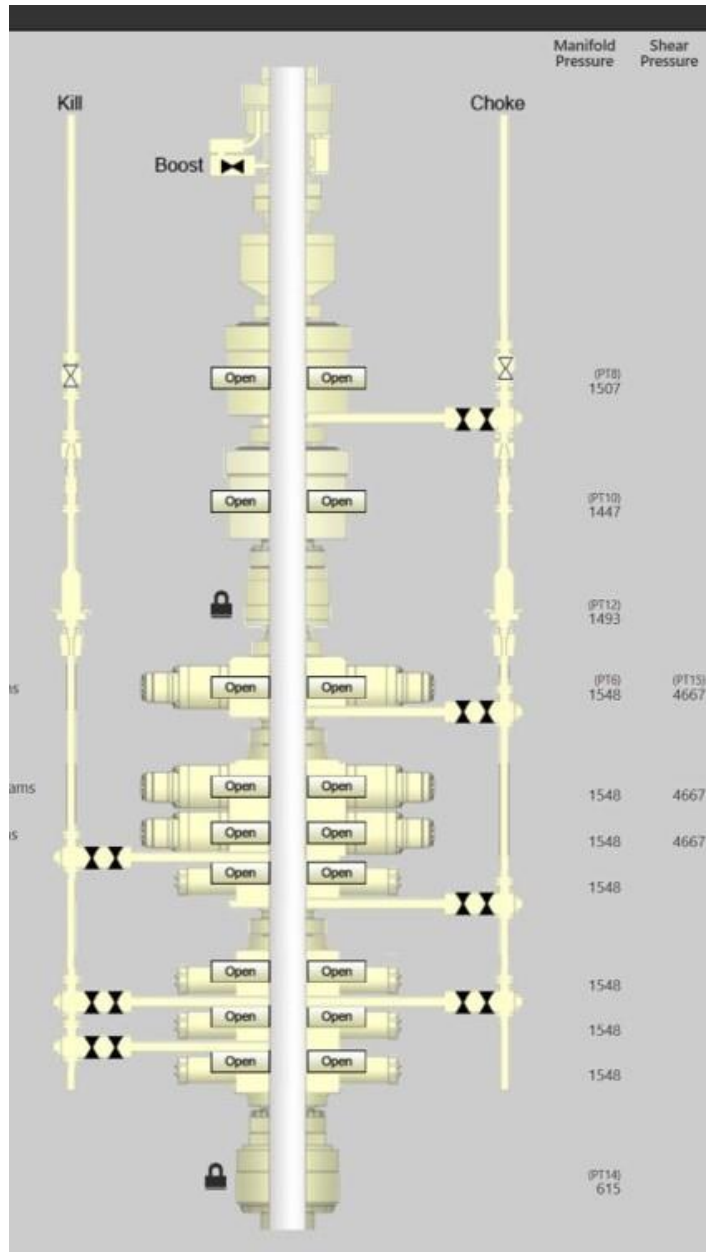 Manifold Shear
Pressure Pressure
Kill
Choke
Boost
Open Open
(PT8)
1507
Open Open
(PT10)
1447
(PT12)
1493
Open Open
(PT6) (PT15)
1548 4667
Open Open
1548 4667
Open Open
1548 4667
Open Open
1548
Open Open
1548
Open Open
1548
Open Open
1548
(PT14)
615